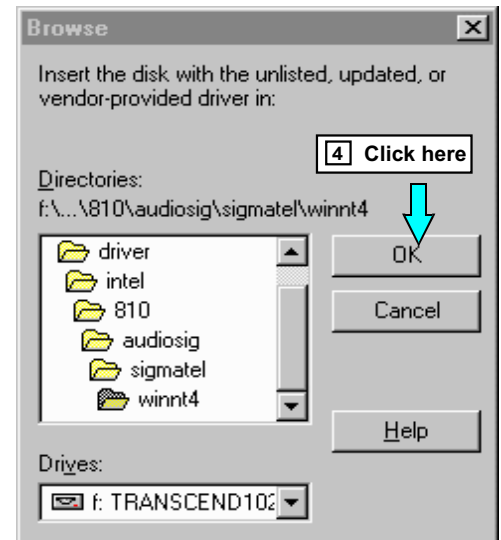 Browse
Insert the disk with the unlisted, updated, or
vendor-provided driver in:
4 Click here
Directories:
f:\...\810\audiosig\sigmatel\winnt4
driver
intel
810
audiosig
sigmatel
winnt4
OK
Cancel
Help
Drives:
f: TRANSCEND102